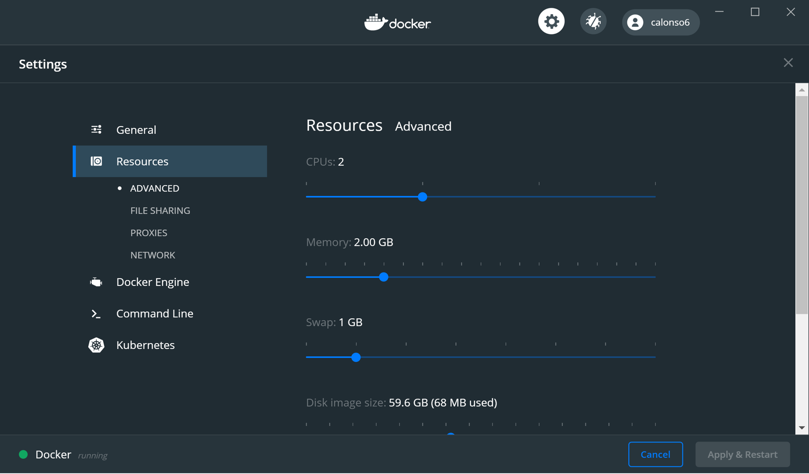 docker
calonso6
Settings
General
Resources
ADVANCED
FILE SHARING
PROXIES
NETWORK
Docker Engine
Command Line
Kubernetes
Resources Advanced
CPUs: 2
Memory: 2.00 GB
Swap: 1 GB
Disk image size: 59.6 GB (68 MB used)
Docker running
Cancel
Apply & Restart